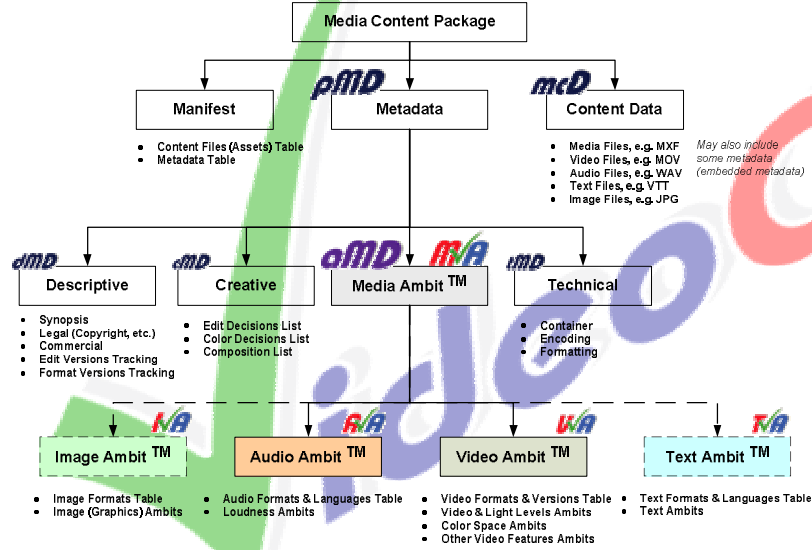 Media Content Package
pMD
mcD
Manifest
Metadata
Content Data
• Content Files (Assets) Table
• Metadata Table
• Media Files, e.g. MXF
• Video Files, e.g. MOV
• Audio Files, e.g. WAV
• Text Files, e.g. VTT
• Image Files, e.g. JPG
May also include
some metadata
(embedded metadata)
dMD
cMD
aMD
MVA
tMD
Descriptive
Creative
Media Ambit TM
Technical
• Synopsis
• Legal (Copyright, etc.)
• Commercial
• Edit Versions Tracking
• Format Versions Tracking
• Edit Decisions List
• Color Decisions List
• Composition List
• Container
• Encoding
• Formatting
IVA
AVA
VVA
TVA
Image Ambit TM
Audio Ambit TM
Video Ambit TM
Text Ambit TM
• Image Formats Table
• Image (Graphics) Ambits
• Audio Formats & Languages Table
• Loudness Ambits
• Video Formats & Versions Table
• Video & Light Levels Ambits
• Color Space Ambits
• Other Video Features Ambits
• Text Formats & Languages Table
• Text Ambits